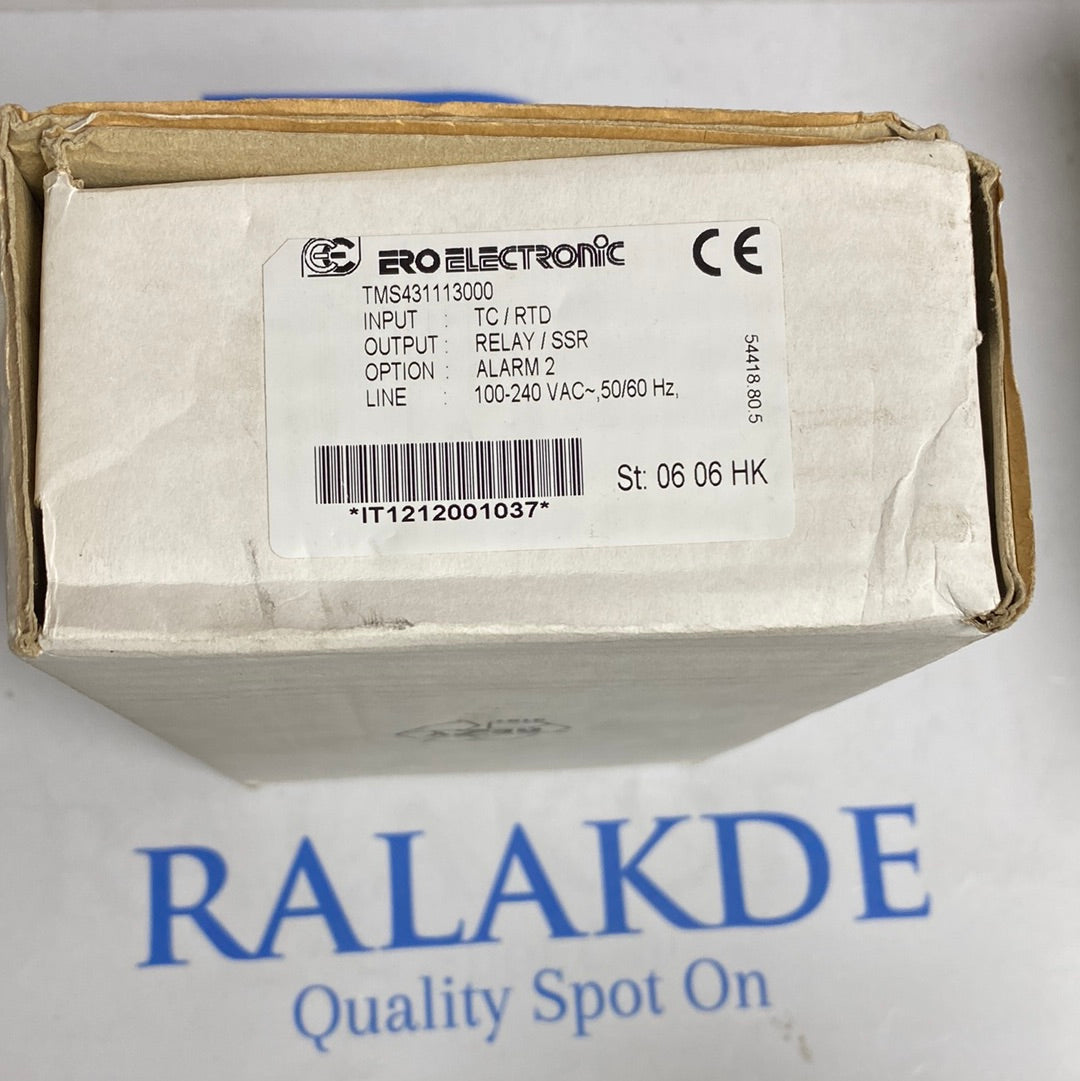 ERO ELECTRONIC CE
TMS431113000
INPUT : TC / RTD
OUTPUT : RELAY / SSR
OPTION : ALARM 2
LINE : 100-240 VAC~,50/60 Hz,
54418.80.5
*IT1212001037*
St: 06 06 HK
RALAKDE
Quality Spot On